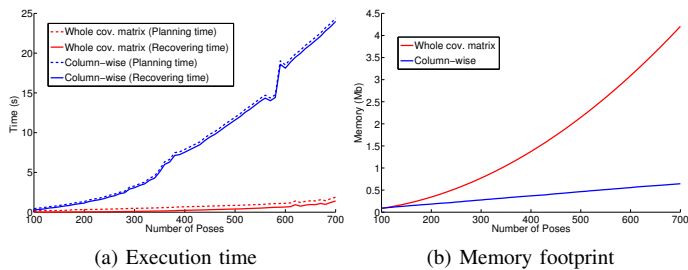 25
20
15
10
5
0
Time (s)
Whole cov. matrix (Planning time)
Whole cov. matrix (Recovering time)
Column−wise (Planning time)
Column−wise (Recovering time)
100 200 300 400 500 600 700
Number of Poses
(a) Execution time
4.5
4
3.5
3
2.5
2
1.5
1
0.5
0
Memory (Mb)
Whole cov. matrix
Column−wise
100 200 300 400 500 600 700
Number of Poses
(b) Memory footprint